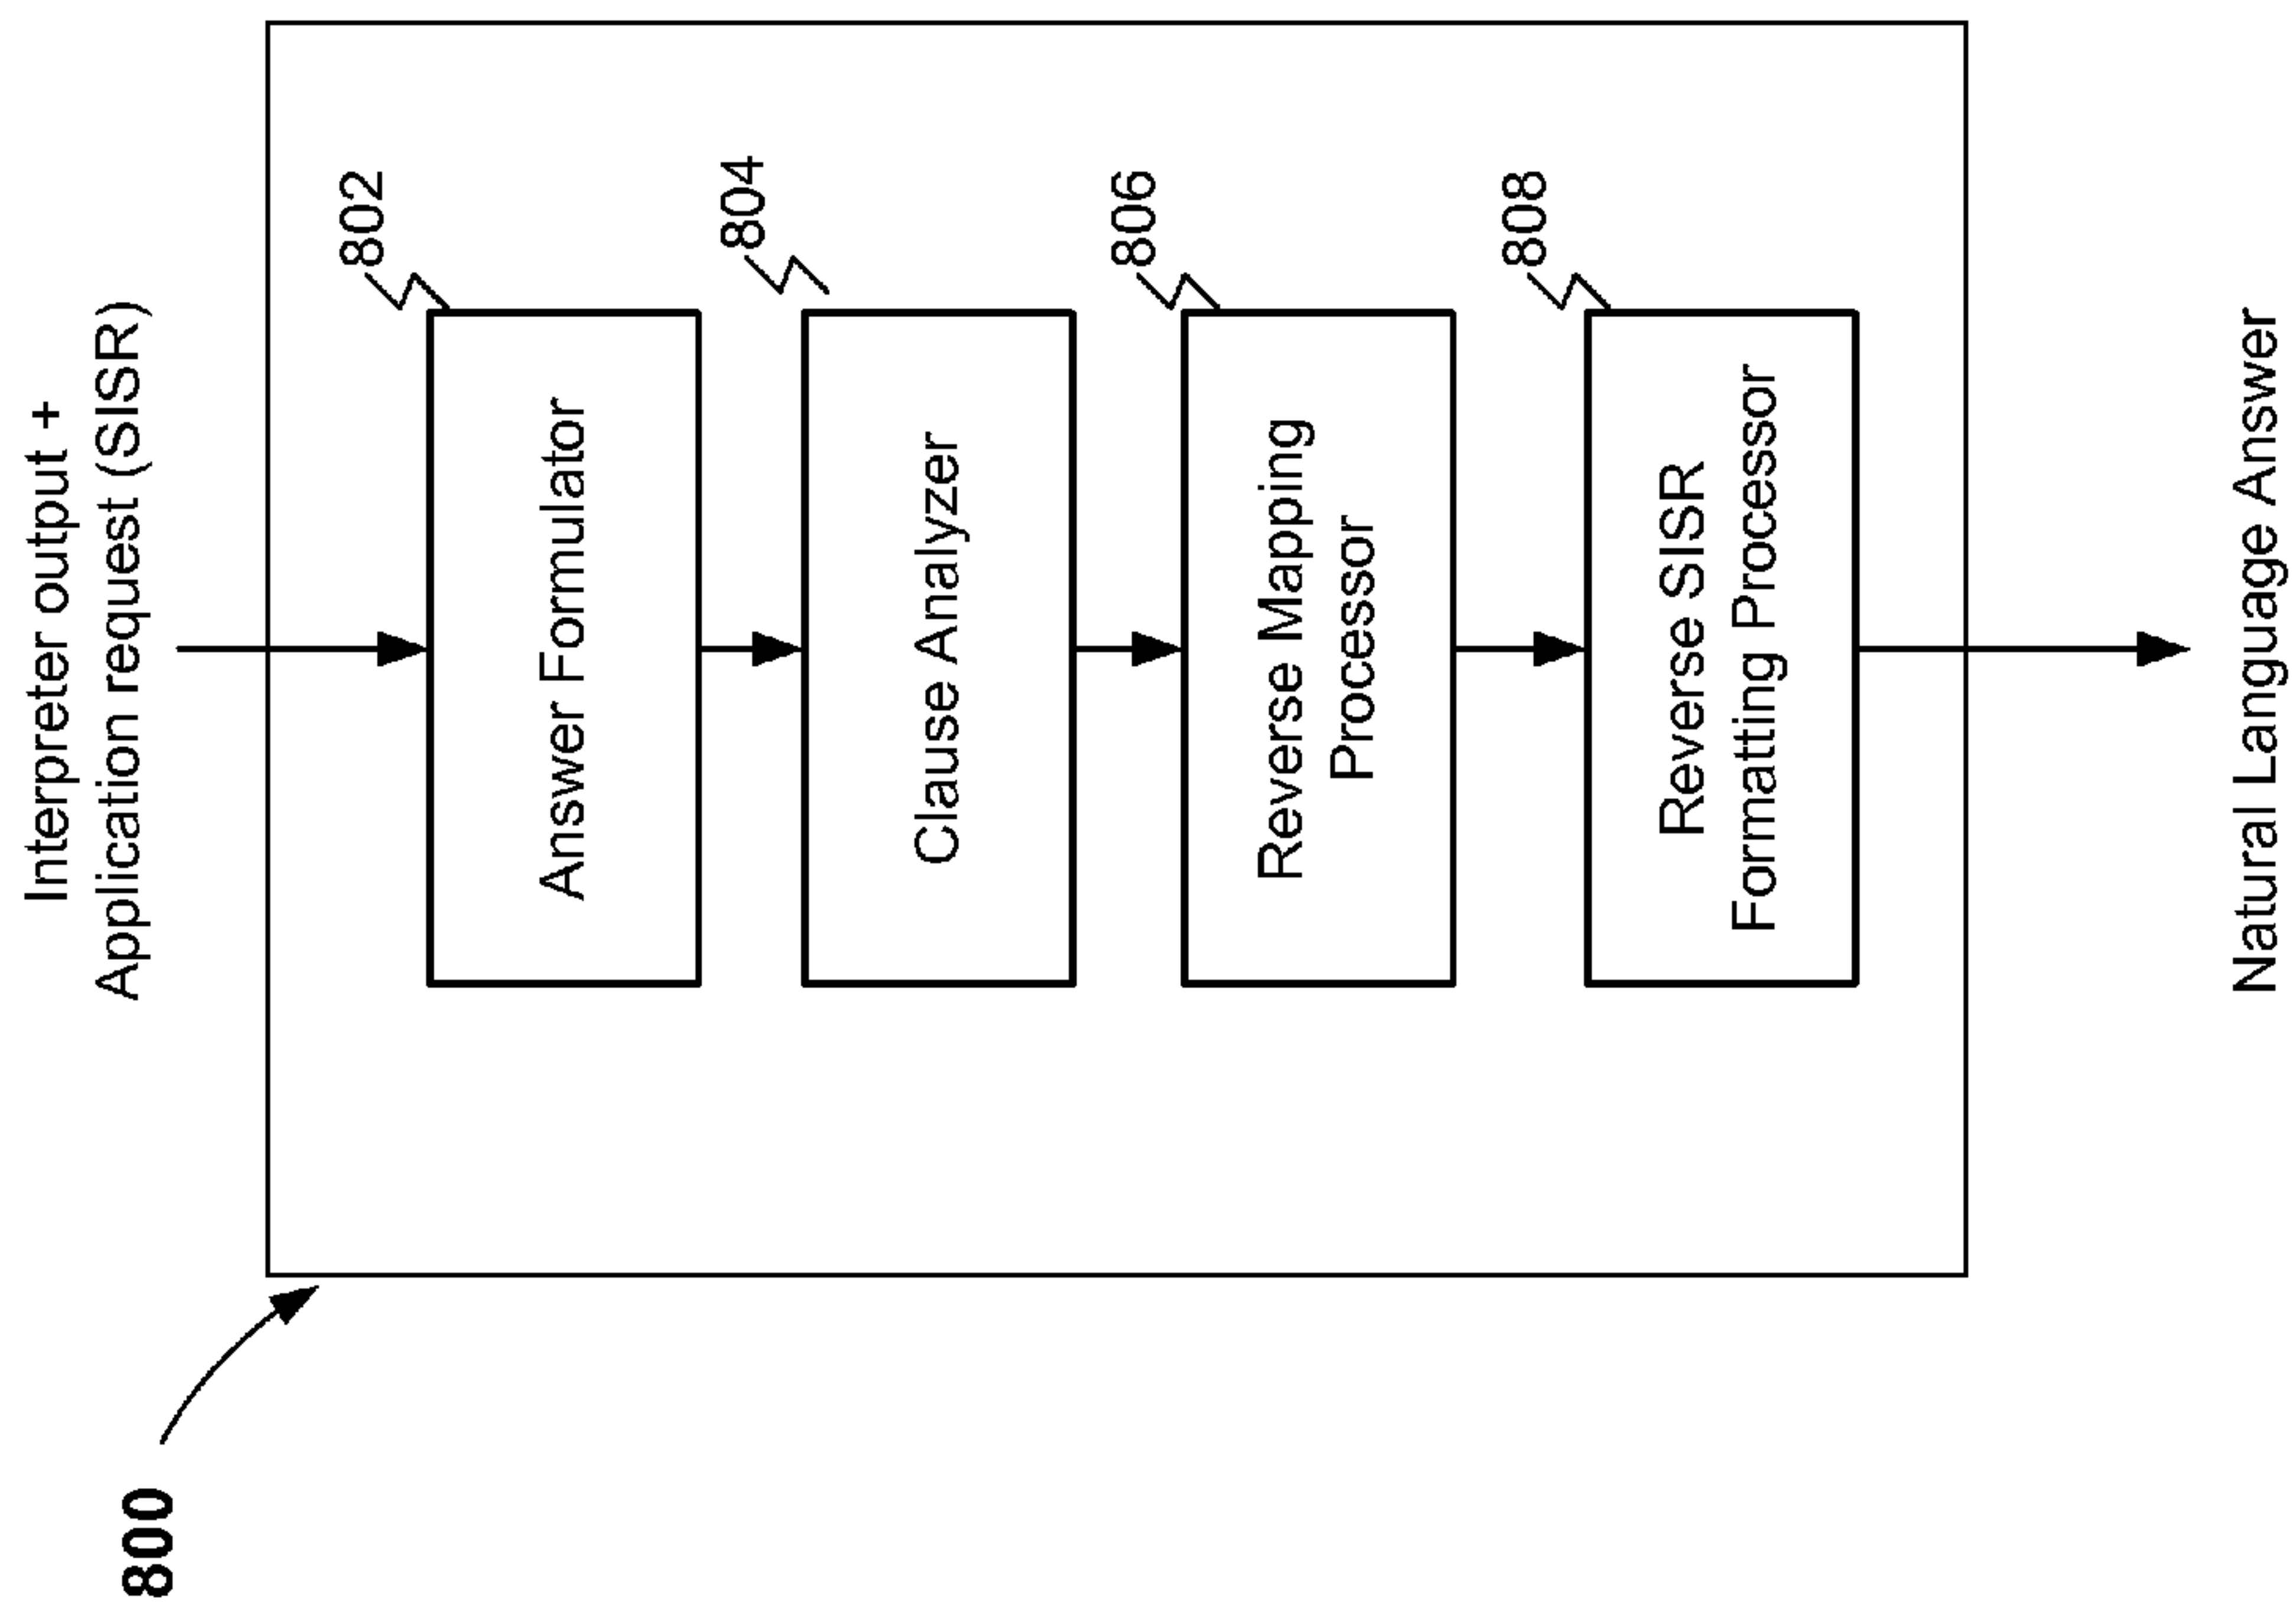 800
Interpreter output +
Application request (SISR)
802
Answer Formulator
804
Clause Analyzer
806
Reverse Mapping
Processor
808
Reverse SISR
Formatting Processor
Natural Language Answer